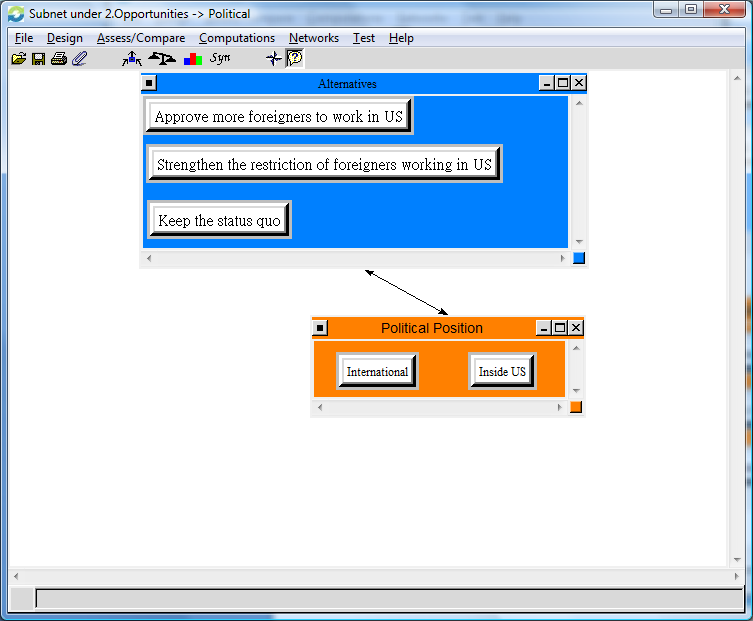 Subnet under 2.Opportunities -> Political
File Design Assess/Compare Computations Networks Test Help
Syn
Alternatives
Approve more foreigners to work in US
Strengthen the restriction of foreigners working in US
Keep the status quo
Political Position
International Inside US